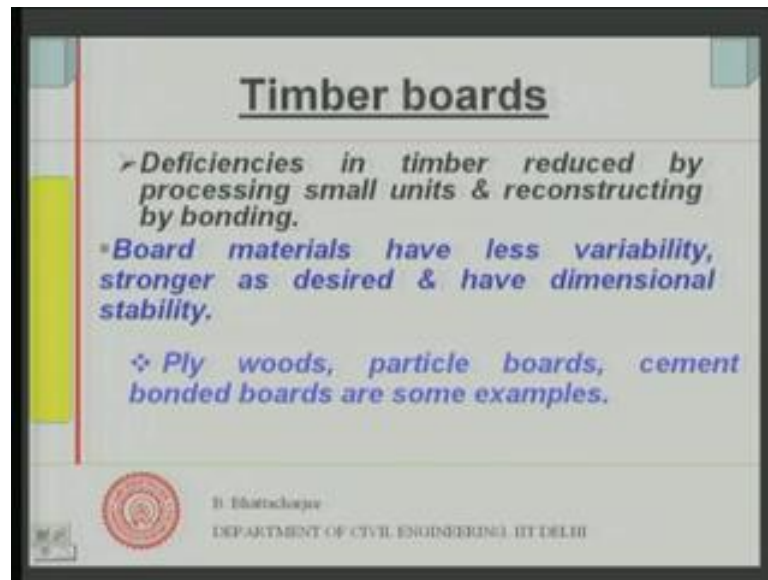 Timber boards
➢Deficiencies in timber reduced by
processing small units & reconstructing
by bonding.
▪Board materials have less variability,
stronger as desired & have dimensional
stability.
❖ Ply woods, particle boards, cement
bonded boards are some examples.
B. Bhattacharjee
DEPARTMENT OF CIVIL ENGINEERING, IIT DELHI